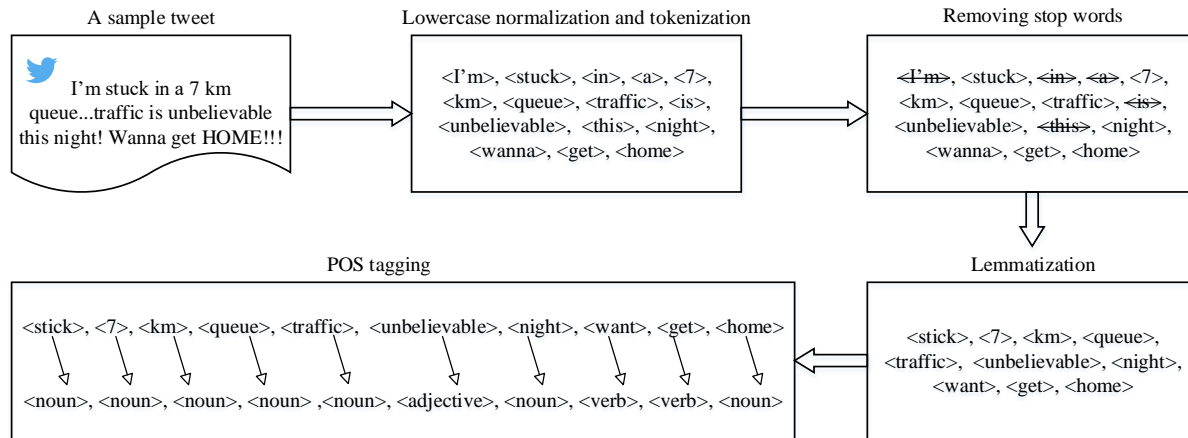 A sample tweet
I'm stuck in a 7 km
queue...traffic is unbelievable
this night! Wanna get HOME!!!
Lowercase normalization and tokenization
<I'm>, <stuck>, <in>, <a>, <7>,
<km>, <queue>, <traffic>, <is>,
<unbelievable>, <this>, <night>,
<wanna>, <get>, <home>
Removing stop words
<I'm>, <stuck>, <in>, <a>, <7>,
<km>, <queue>, <traffic>, <is>,
<unbelievable>, <this>, <night>,
<wanna>, <get>, <home>
Lemmatization
<stick>, <7>, <km>, <queue>,
<traffic>, <unbelievable>, <night>,
<want>, <get>, <home>
POS tagging
<stick>, <7>, <km>, <queue>, <traffic>, <unbelievable>, <night>, <want>, <get>, <home>
<noun>, <noun>, <noun>, <noun> ,<noun>, <adjective>, <noun>, <verb>, <verb>, <noun>